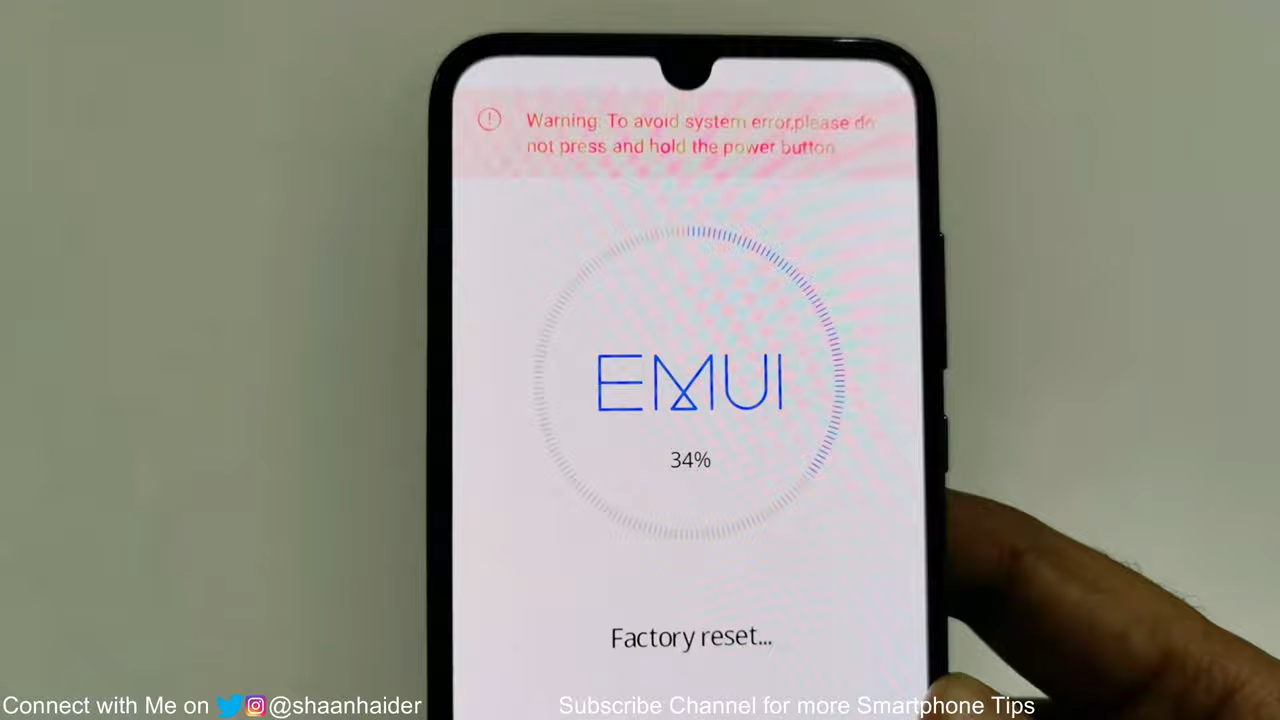 Warning: To avoid system error,please do
not press and hold the power button.
EMUI
34%
Factory reset...
Connect with Me on @shaanhaider
Subscribe Channel for more Smartphone Tips